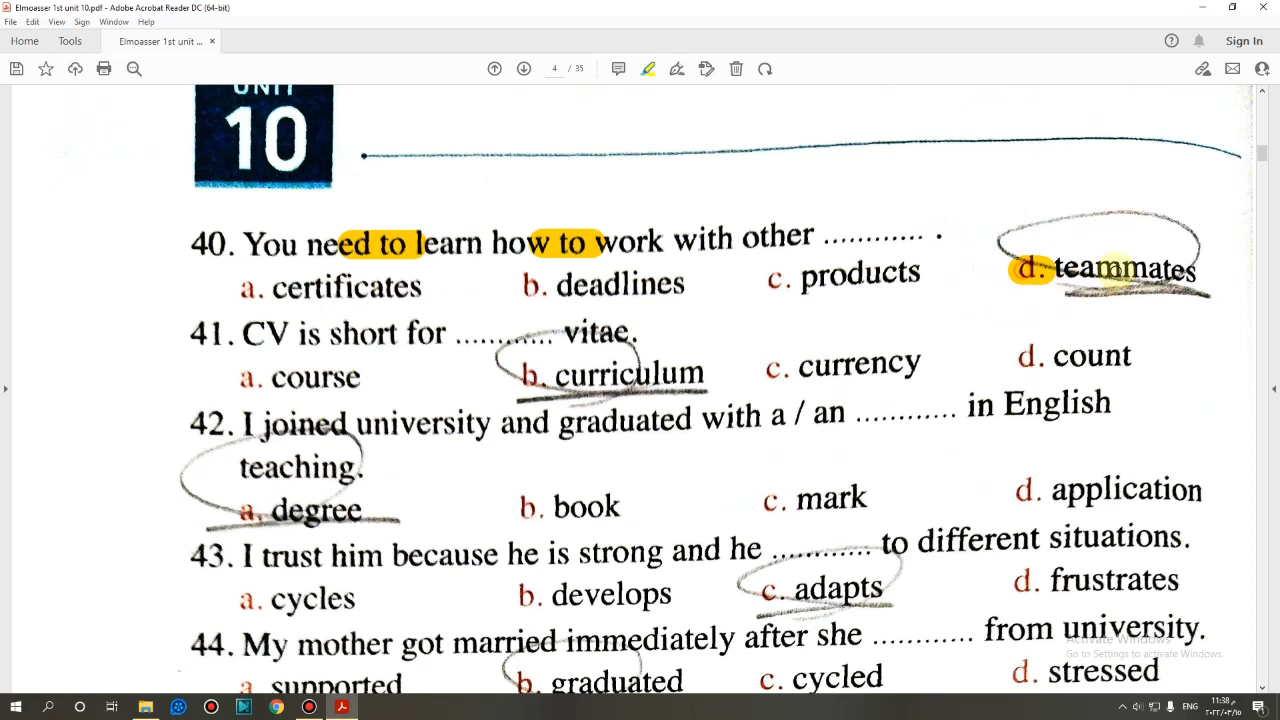 Elmoasser 1st unit 10.pdf - Adobe Acrobat Reader DC (64-bit)
File Edit View Sign Window Help
Home Tools Elmoasser 1st unit ... × Sign In
4 / 35
UNIT
10
40. You need to learn how to work with other ............ .
a. certificates b. deadlines c. products d. teammates
41. CV is short for ............ vitae.
a. course b. curriculum c. currency d. count
42. I joined university and graduated with a / an ............ in English
teaching.
a. degree b. book c. mark d. application
43. I trust him because he is strong and he ............ to different situations.
a. cycles b. develops c. adapts d. frustrates
44. My mother got married immediately after she ............ from university.
Activate Windows
Go to Settings to activate Windows.
a supported b. graduated c. cycled d. stressed
ENG
11:38 م